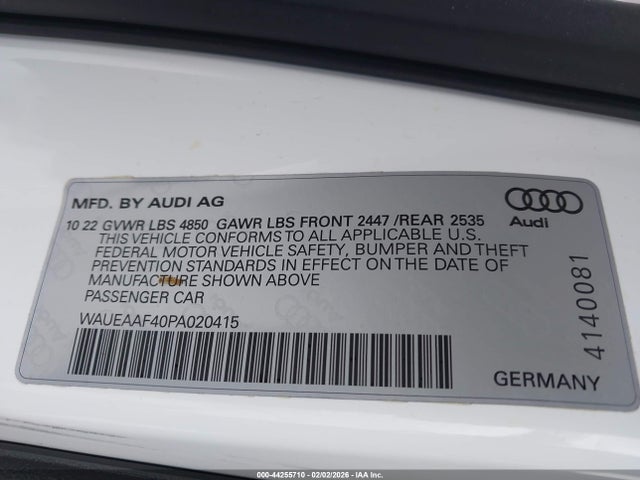 MFD. BY AUDI AG
10 22 GVWR LBS 4850 GAWR LBS FRONT 2447 /REAR 2535
THIS VEHICLE CONFORMS TO ALL APPLICABLE U.S.
FEDERAL MOTOR VEHICLE SAFETY, BUMPER AND THEFT
PREVENTION STANDARDS IN EFFECT ON THE DATE OF
MANUFACTURE SHOWN ABOVE
PASSENGER CAR
WAUEAAF40PA020415
Audi
4140081
GERMANY
000-44255710 - 02/02/2026 - IAA Corp.